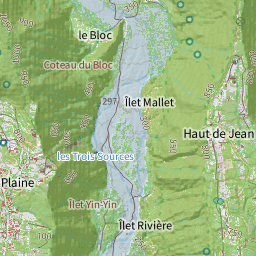 le Bloc
Coteau du Bloc
297
Îlet Mallet
Haut de Jean
les Trois Sources
Plaine
Îlet Yin-Yin
Îlet Rivière